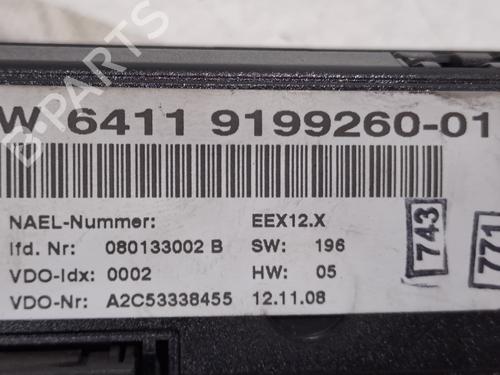 W 6411 9199260-01
NAEL-Nummer: EEX12.X
lfd. Nr: 080133002 B SW: 196
VDO-Idx: 0002 HW: 05
VDO-Nr: A2C53338455 12.11.08
743
771
B-PARTS